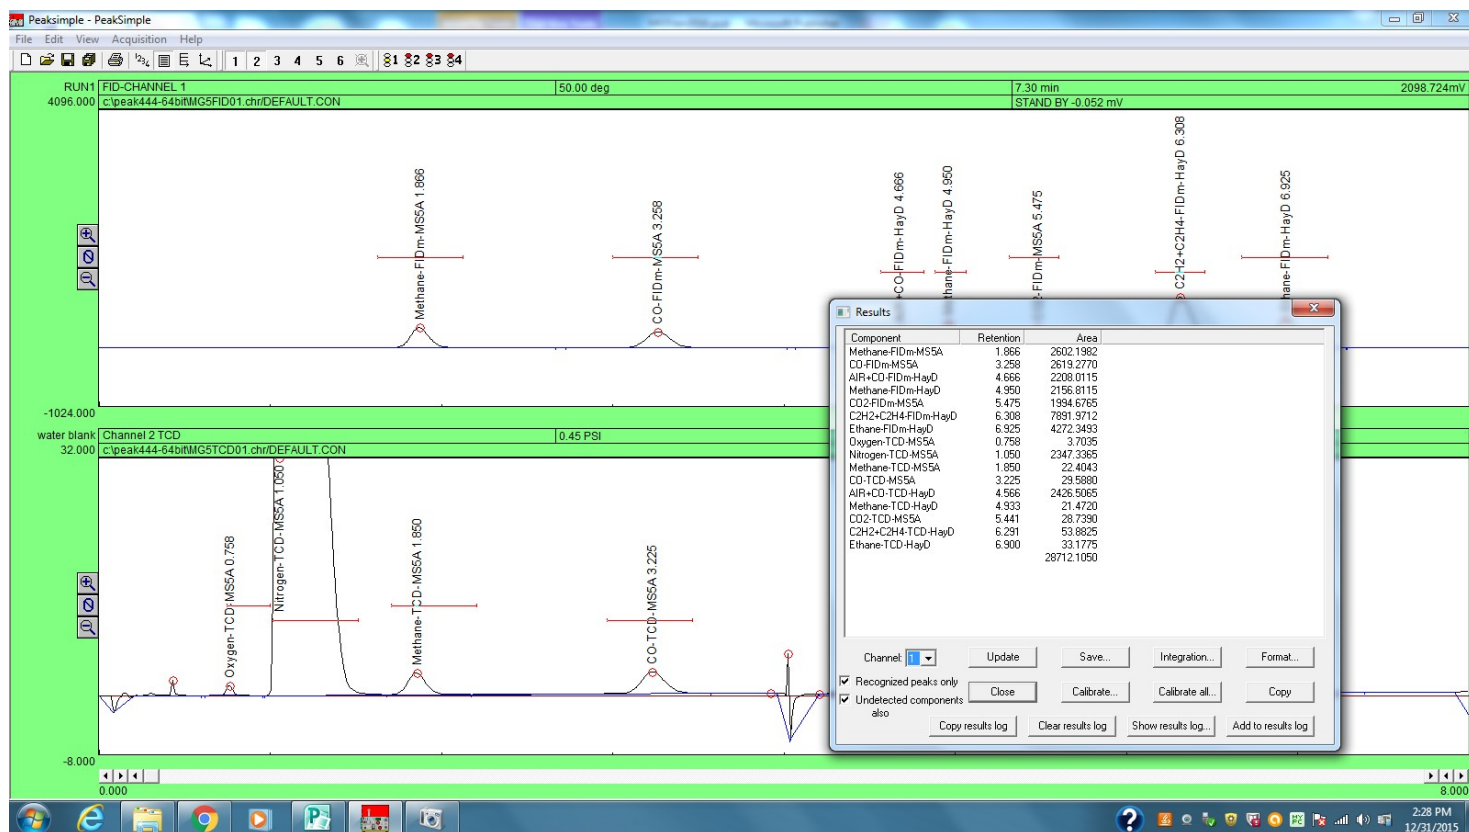 Peaksimple - PeakSimple
File Edit View Acquisition Help
1 2 3 4 5 6 1 2 3 4
RUN1 FID-CHANNEL 1 50.00 deg 7.30 min 2098.724mV
4096.000 c:\peak444-64bit\MG5FID01.chr/DEFAULT.CON STAND BY -0.052 mV
Methane-FIDm-MS5A 1.866
CO-FIDm-MS5A 3.258
+CO-FIDm-HayD 4.666
thane-FIDm-HayD 4.950
2-FIDm-MS5A 5.475
C2H2+C2H4-FIDm-HayD 6.308
hane-FIDm-HayD 6.925
-1024.000
water blank Channel 2 TCD 0.45 PSI
32.000 c:\peak444-64bit\MG5TCD01.chr/DEFAULT.CON
Oxygen-TCD-MS5A 0.758
Nitrogen-TCD-MS5A 1.050
Methane-TCD-MS5A 1.850
CO-TCD-MS5A 3.225
-8.000
0.000 8.000
Results
Component Retention Area
Methane-FIDm-MS5A 1.866 2602.1982
CO-FIDm-MS5A 3.258 2619.2770
AIR+CO-FIDm-HayD 4.666 2208.0115
Methane-FIDm-HayD 4.950 2156.8115
CO2-FIDm-MS5A 5.475 1994.6765
C2H2+C2H4-FIDm-HayD 6.308 7891.9712
Ethane-FIDm-HayD 6.925 4272.3493
Oxygen-TCD-MS5A 0.758 3.7035
Nitrogen-TCD-MS5A 1.050 2347.3365
Methane-TCD-MS5A 1.850 22.4043
CO-TCD-MS5A 3.225 29.5880
AIR+CO-TCD-HayD 4.566 2426.5065
Methane-TCD-HayD 4.933 21.4720
CO2-TCD-MS5A 5.441 28.7390
C2H2+C2H4-TCD-HayD 6.291 53.8825
Ethane-TCD-HayD 6.900 33.1775
28712.1050
Channel: 1 Update Save... Integration... Format...
Recognized peaks only
Close Calibrate... Calibrate all... Copy
Undetected components also
Copy results log Clear results log Show results log... Add to results log
2:28 PM
12/31/2015